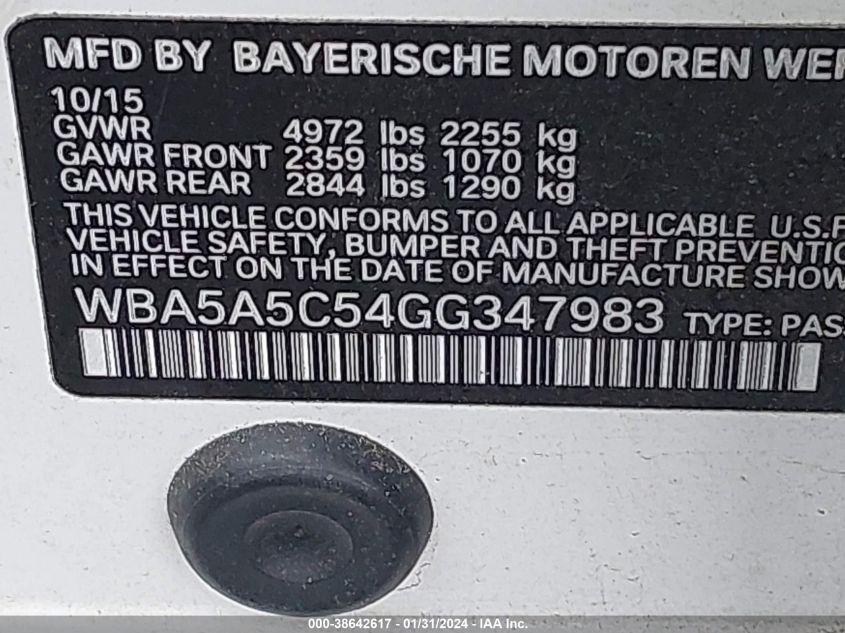 MFD BY BAYERISCHE MOTOREN
10/15
GVWR 4972 lbs 2255 kg
GAWR FRONT 2359 lbs 1070 kg
GAWR REAR 2844 lbs 1290 kg
THIS VEHICLE CONFORMS TO ALL APPLICABLE U.S.F
VEHICLE SAFETY, BUMPER AND THEFT PREVENTIO
IN EFFECT ON THE DATE OF MANUFACTURE SHOW
WBA5A5C54GG347983 TYPE: PAS
000-38642617 - 01/31/2024 - IAA Inc.